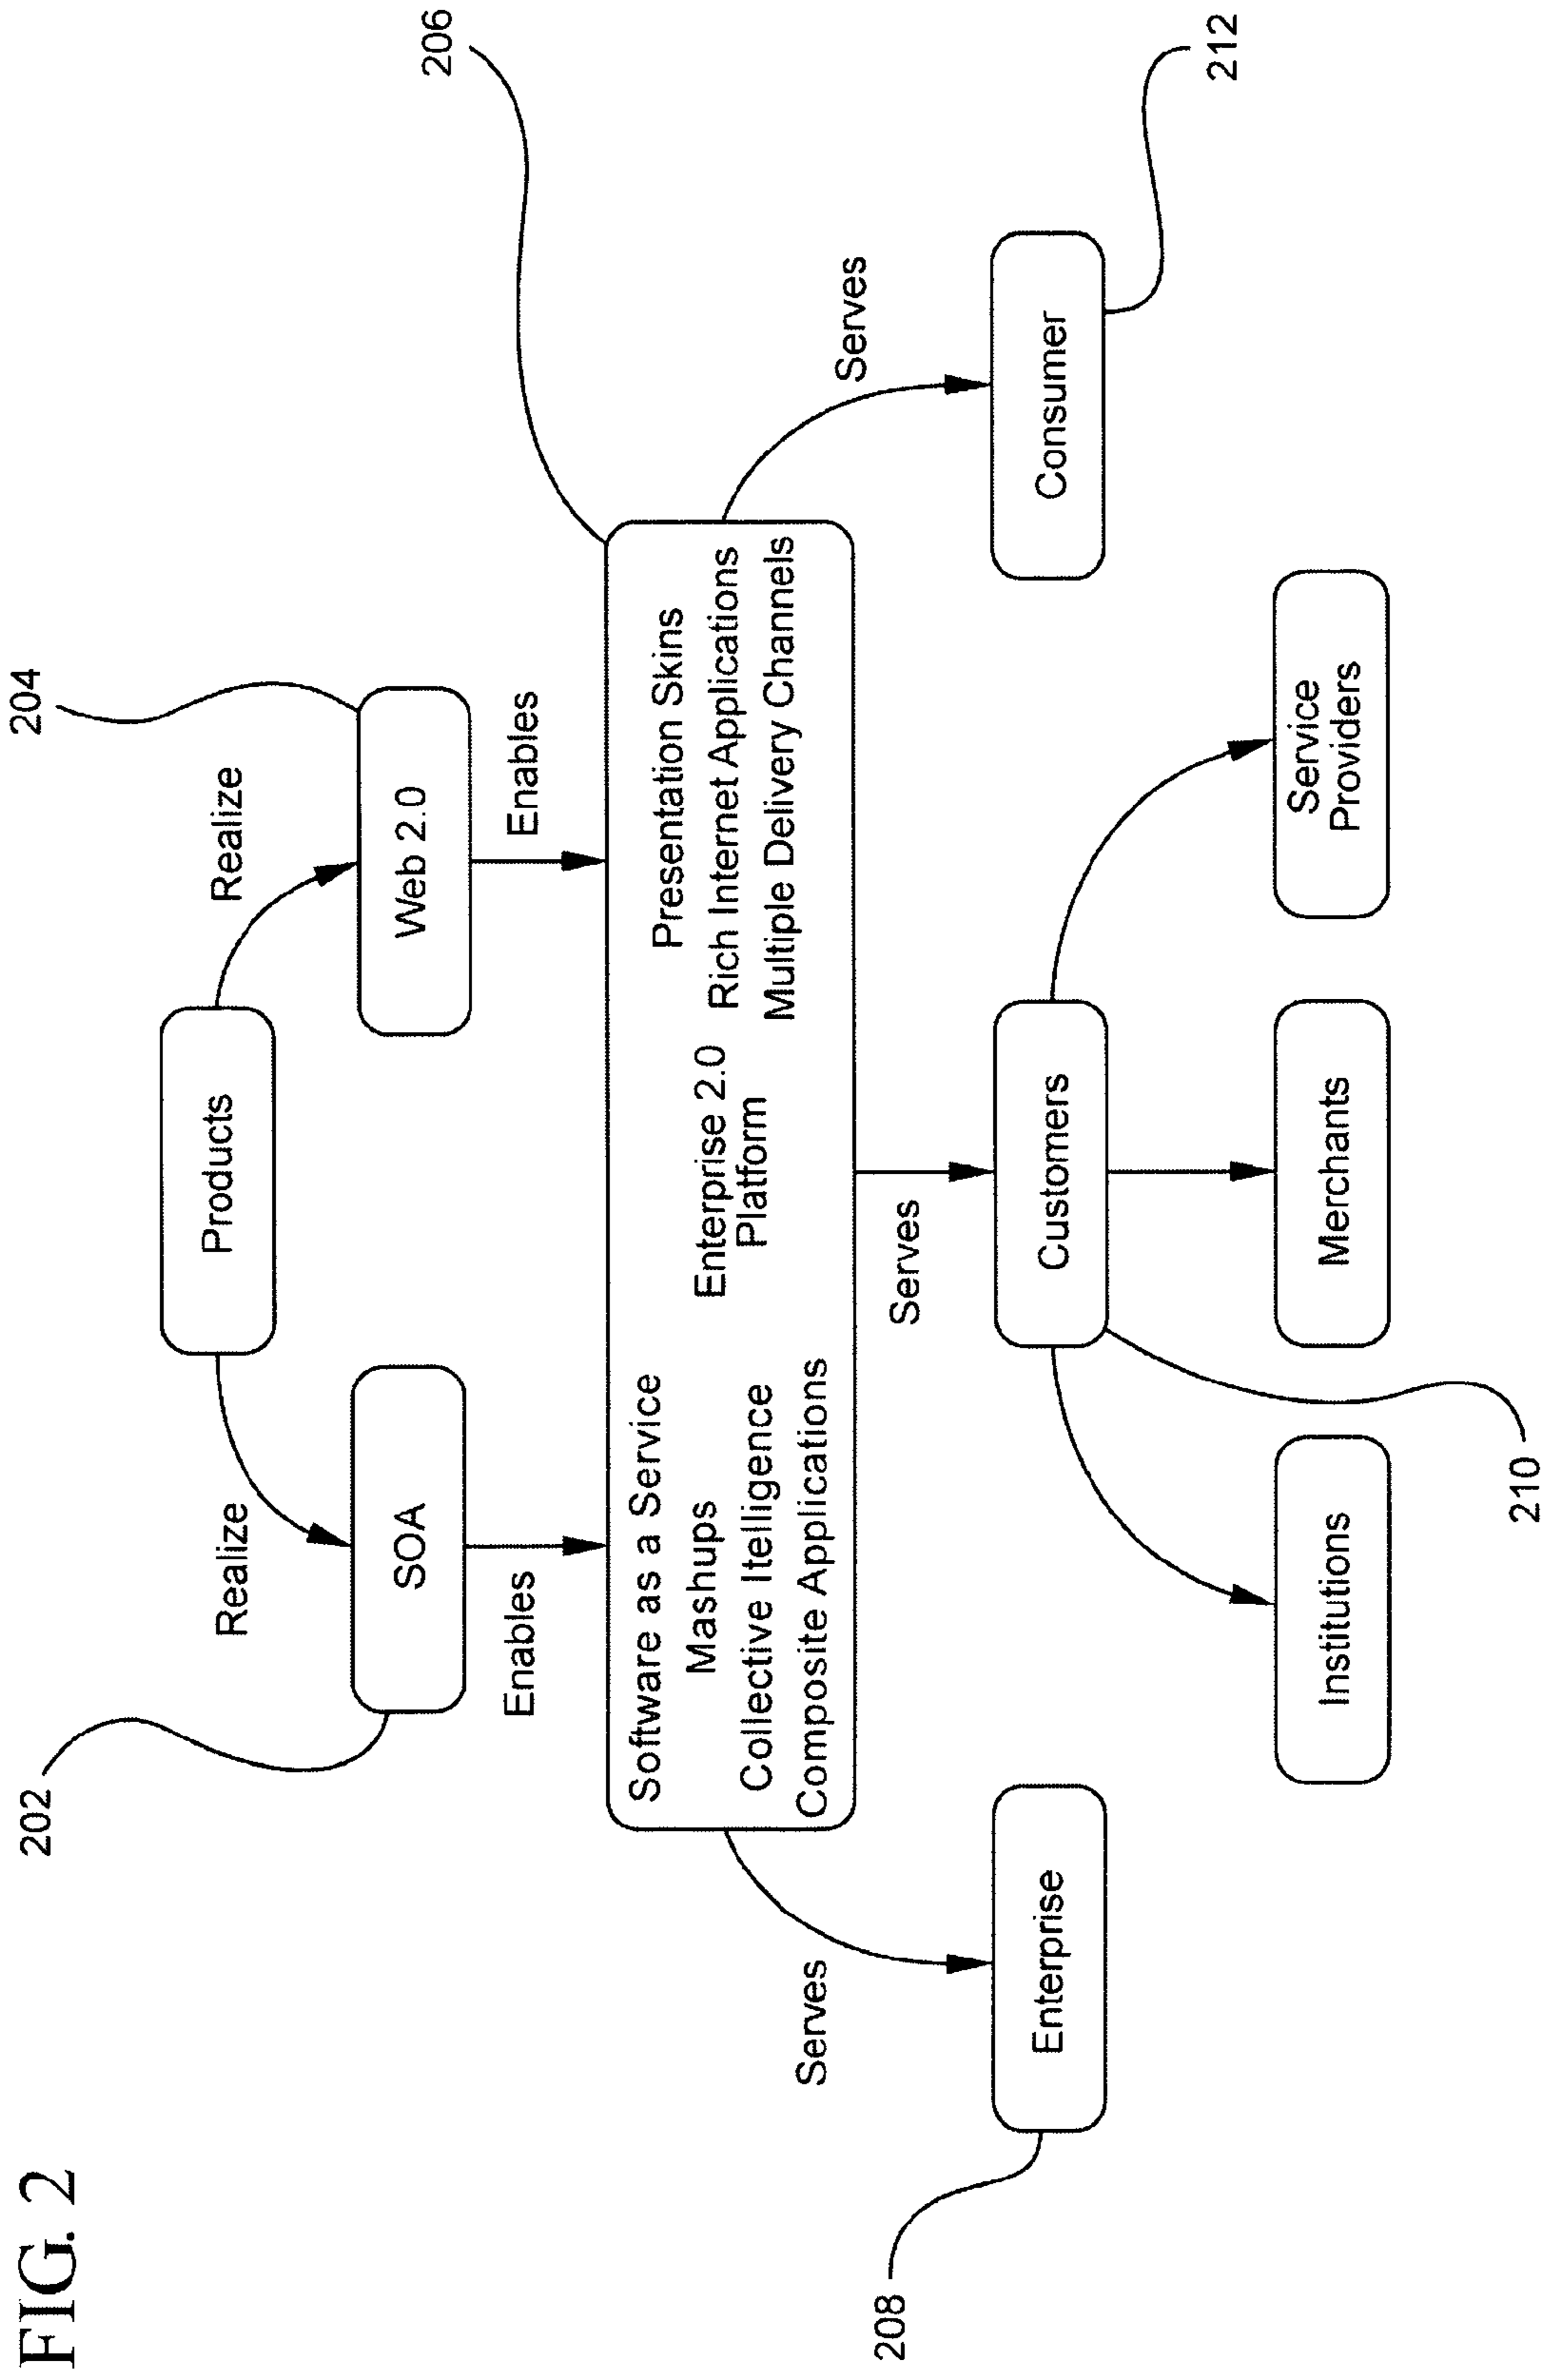 FIG. 2
202
204
206
Products
Realize
Realize
SOA
Web 2.0
Enables
Enables
Software as a Service
Mashups
Collective Itelligence
Composite Applications
Enterprise 2.0
Platform
Presentation Skins
Rich Internet Applications
Multiple Delivery Channels
Serves
Serves
Serves
208
Enterprise
Customers
Consumer
212
Institutions
Merchants
Service
Providers
210